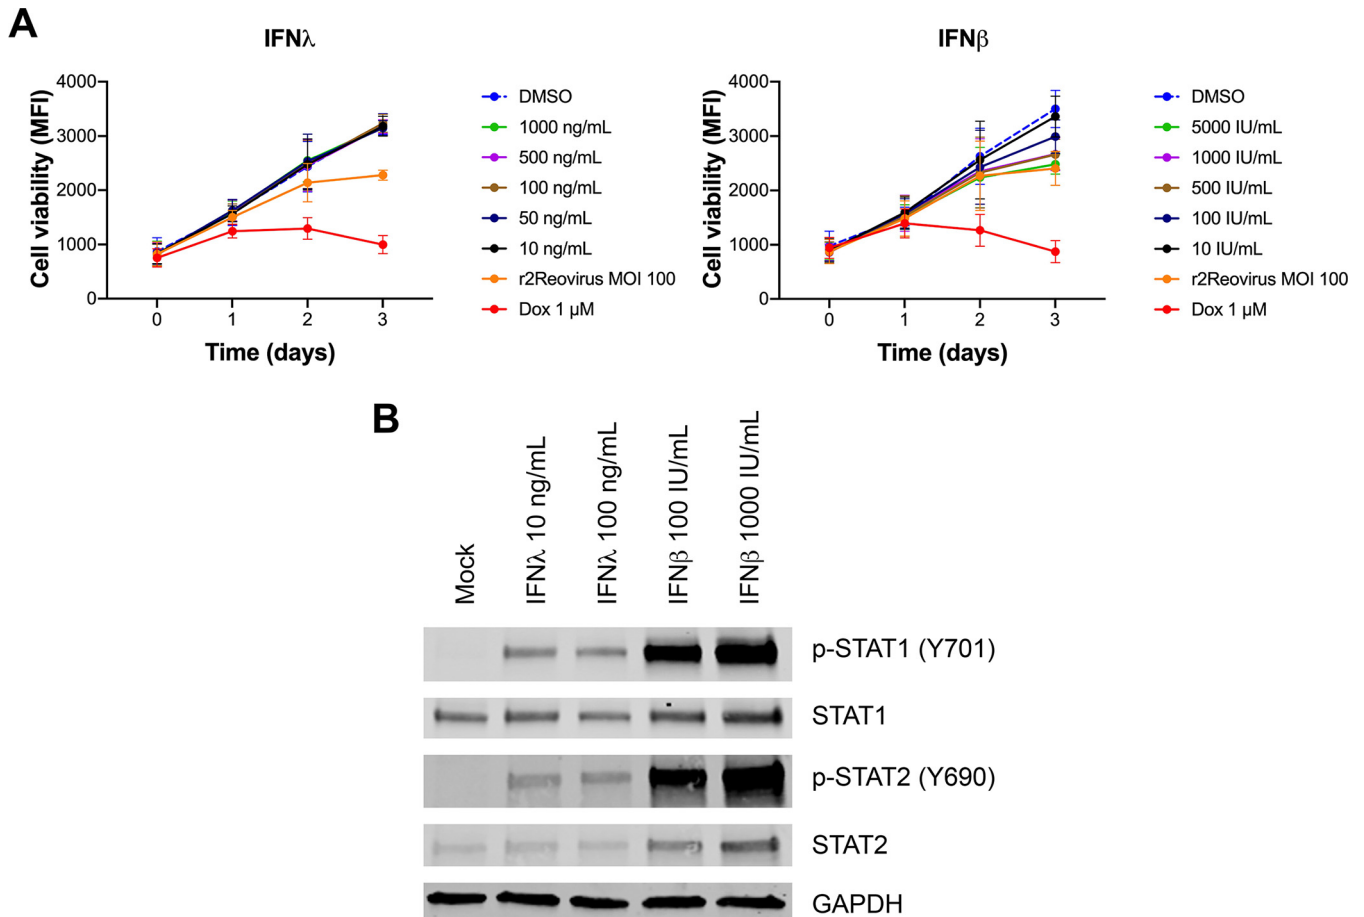 A
IFNλ
Cell viability (MFI)
4000
3000
2000
1000
0
0 1 2 3
Time (days)
DMSO
1000 ng/mL
500 ng/mL
100 ng/mL
50 ng/mL
10 ng/mL
r2Reovirus MOI 100
Dox 1 µM
IFNβ
Cell viability (MFI)
4000
3000
2000
1000
0
0 1 2 3
Time (days)
DMSO
5000 IU/mL
1000 IU/mL
500 IU/mL
100 IU/mL
10 IU/mL
r2Reovirus MOI 100
Dox 1 µM
B
Mock
IFNλ 10 ng/mL
IFNλ 100 ng/mL
IFNβ 100 IU/mL
IFNβ 1000 IU/mL
p-STAT1 (Y701)
STAT1
p-STAT2 (Y690)
STAT2
GAPDH